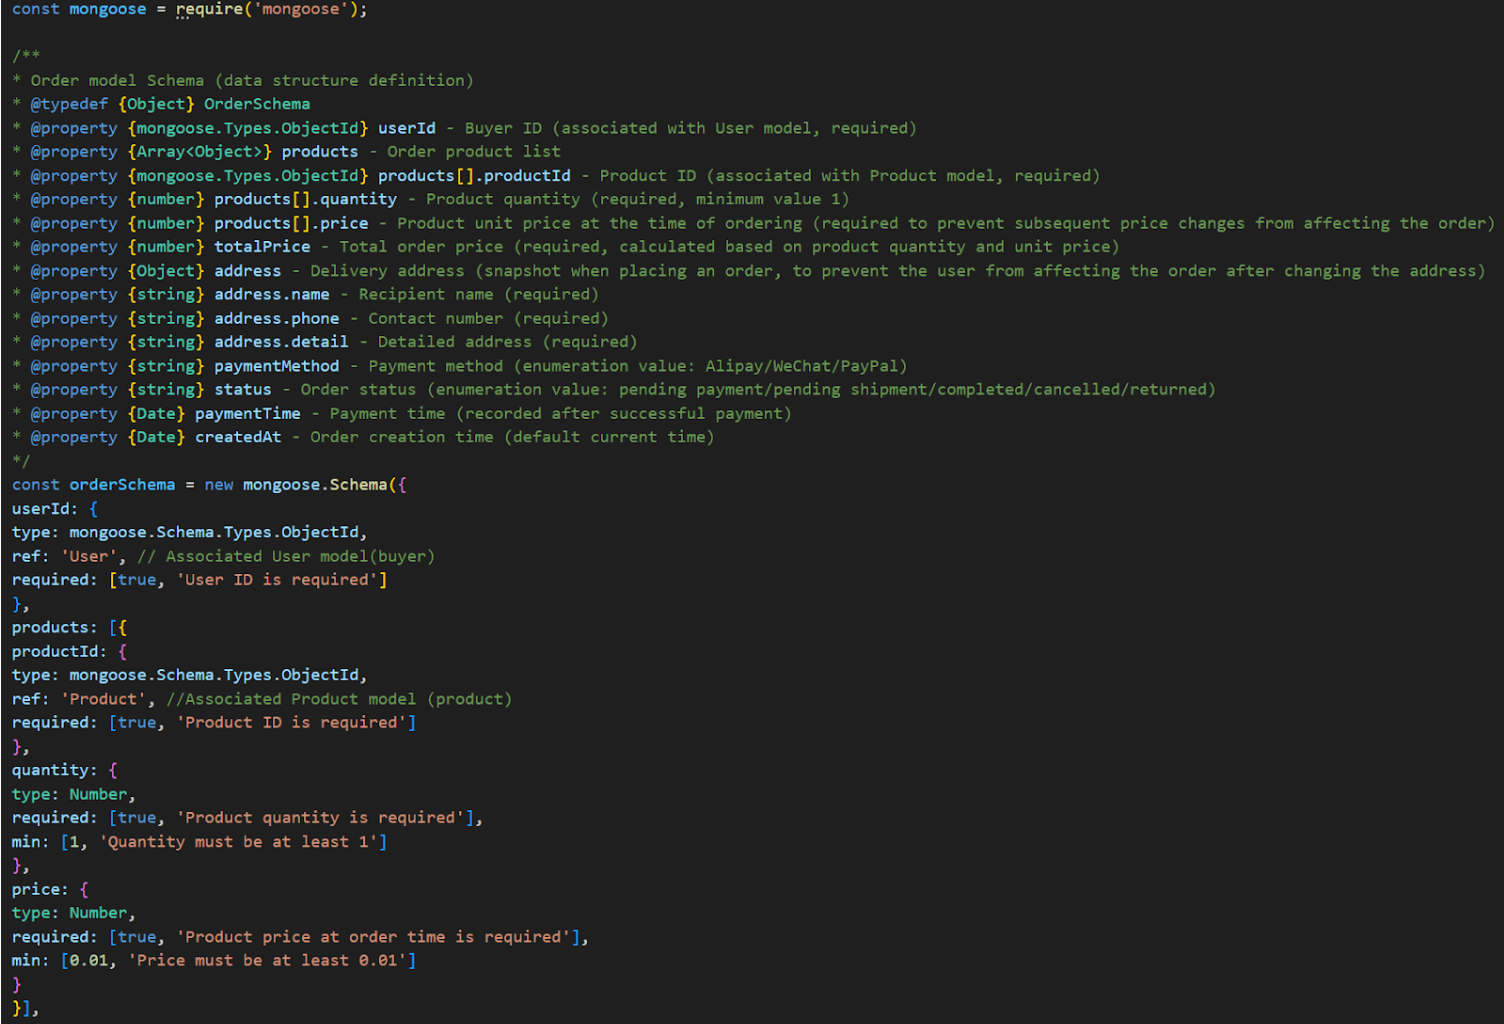 const mongoose = require('mongoose');
/**
* Order model Schema (data structure definition)
* @typedef {Object} OrderSchema
* @property {mongoose.Types.ObjectId} userId - Buyer ID (associated with User model, required)
* @property {Array<Object>} products - Order product list
* @property {mongoose.Types.ObjectId} products[].productId - Product ID (associated with Product model, required)
* @property {number} products[].quantity - Product quantity (required, minimum value 1)
* @property {number} products[].price - Product unit price at the time of ordering (required to prevent subsequent price changes from affecting the order)
* @property {number} totalPrice - Total order price (required, calculated based on product quantity and unit price)
* @property {Object} address - Delivery address (snapshot when placing an order, to prevent the user from affecting the order after changing the address)
* @property {string} address.name - Recipient name (required)
* @property {string} address.phone - Contact number (required)
* @property {string} address.detail - Detailed address (required)
* @property {string} paymentMethod - Payment method (enumeration value: Alipay/WeChat/PayPal)
* @property {string} status - Order status (enumeration value: pending payment/pending shipment/completed/cancelled/returned)
* @property {Date} paymentTime - Payment time (recorded after successful payment)
* @property {Date} createdAt - Order creation time (default current time)
*/
const orderSchema = new mongoose.Schema({
userId: {
type: mongoose.Schema.Types.ObjectId,
ref: 'User', // Associated User model(buyer)
required: [true, 'User ID is required']
},
products: [{
productId: {
type: mongoose.Schema.Types.ObjectId,
ref: 'Product', //Associated Product model (product)
required: [true, 'Product ID is required']
},
quantity: {
type: Number,
required: [true, 'Product quantity is required'],
min: [1, 'Quantity must be at least 1']
},
price: {
type: Number,
required: [true, 'Product price at order time is required'],
min: [0.01, 'Price must be at least 0.01']
}
}],